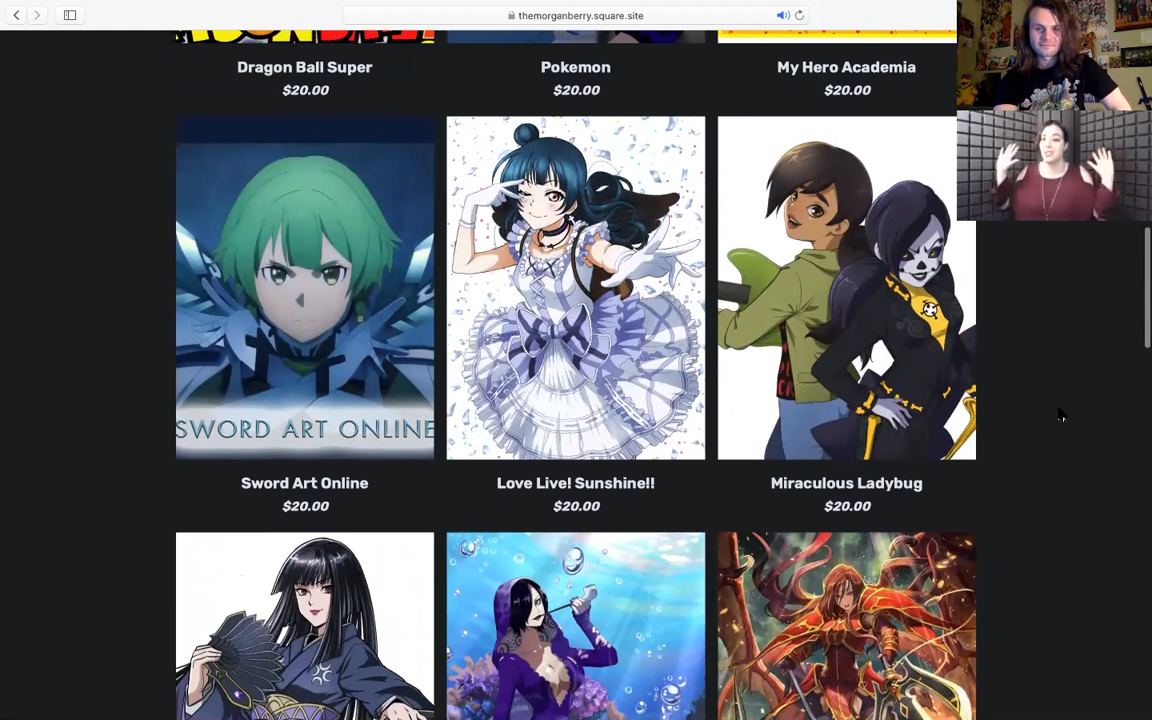 themorganberry.square.site
Dragon Ball Super
$20.00
Pokemon
$20.00
My Hero Academia
$20.00
SWORD ART ONLINE
Sword Art Online
$20.00
Love Live! Sunshine!!
$20.00
Miraculous Ladybug
$20.00